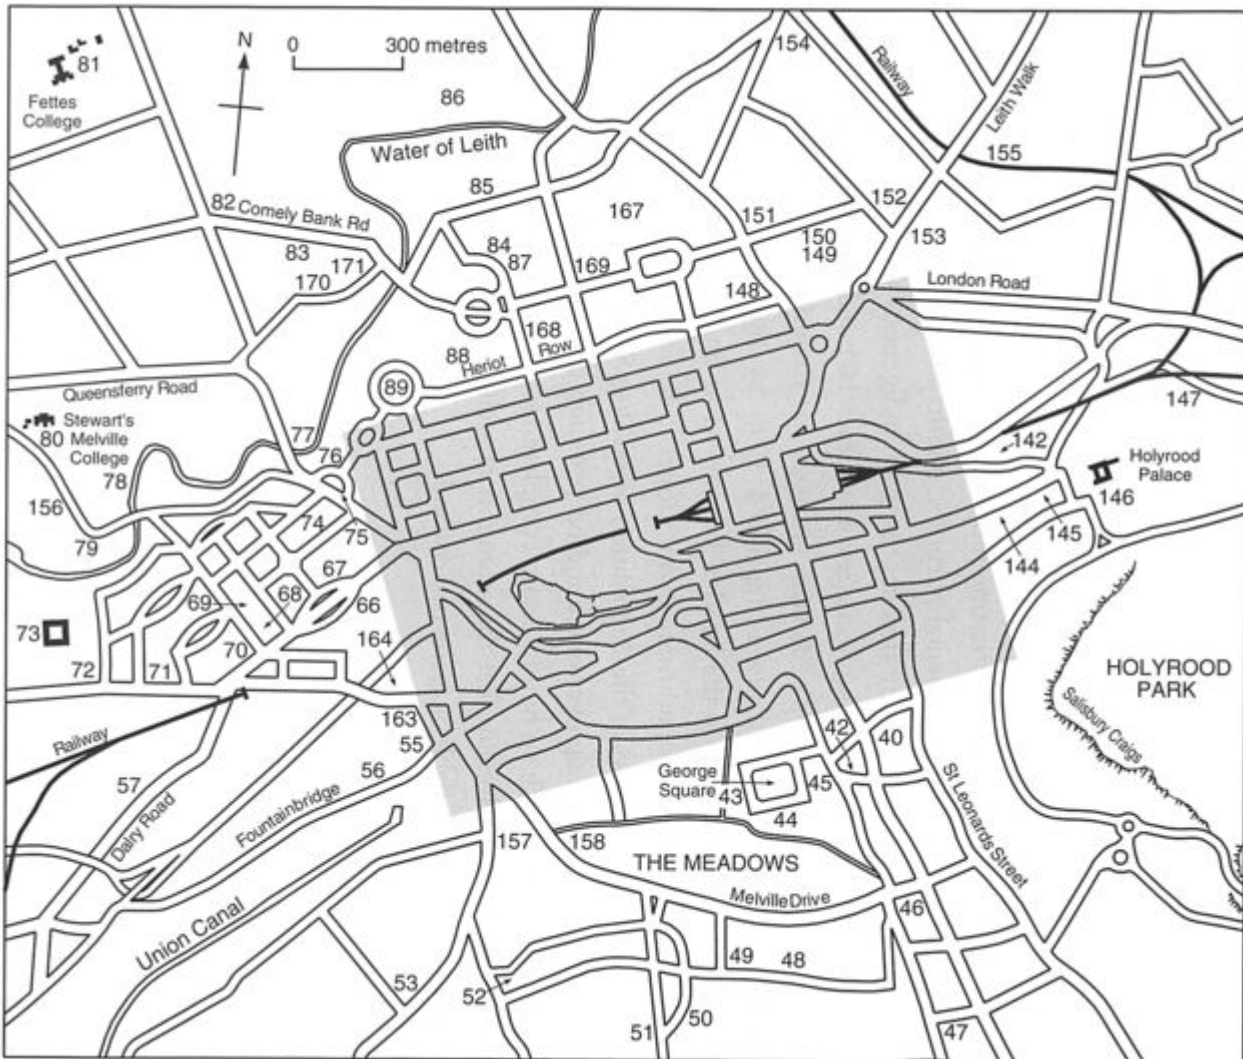 N
0 300 metres
81
Fettes
College
86
Water of Leith
154
Railway
Leith Walk
155
85
82 Comely Bank Rd
83
171
170
84
87
167
169
151
152
150
149
153
London Road
148
168
88
Heriot Row
89
Queensferry Road
Stewart's
Melville
College
80
77
76
78
156
79
74
75
67
66
69
68
73
72
71
70
164
163
147
142
Holyrood
Palace
146
145
144
HOLYROOD
PARK
Salisbury Craigs
Railway
55
56
57
Dalry Road
Fountainbridge
Union Canal
42
40
George
Square
43
45
44
St Leonards Street
157
158
THE MEADOWS
Melville Drive
46
49
48
53
52
51
50
47